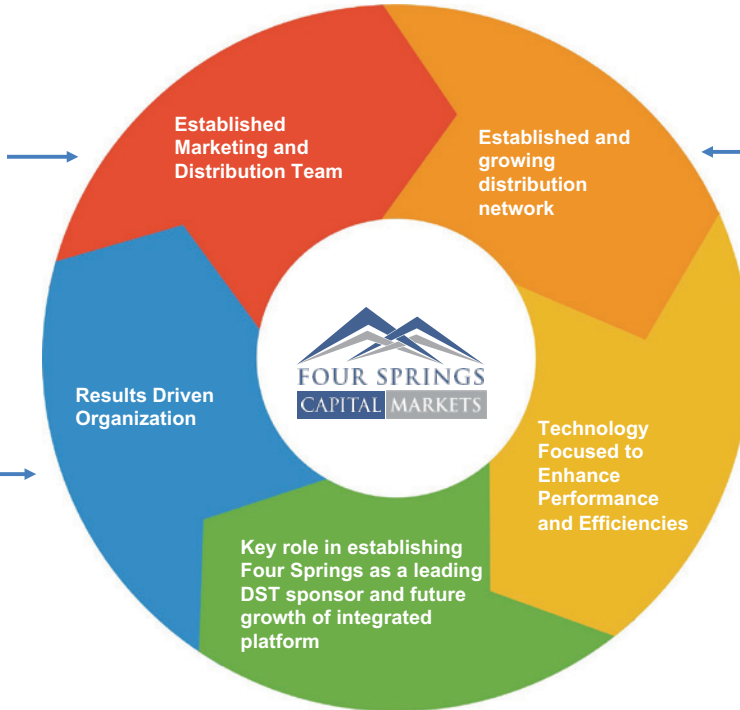 Established
Marketing and
Distribution Team
Established and
growing
distribution
network
Results Driven
Organization
FOUR SPRINGS
CAPITAL MARKETS
Technology
Focused to
Enhance
Performance
and Efficiencies
Key role in establishing
Four Springs as a leading
DST sponsor and future
growth of integrated
platform